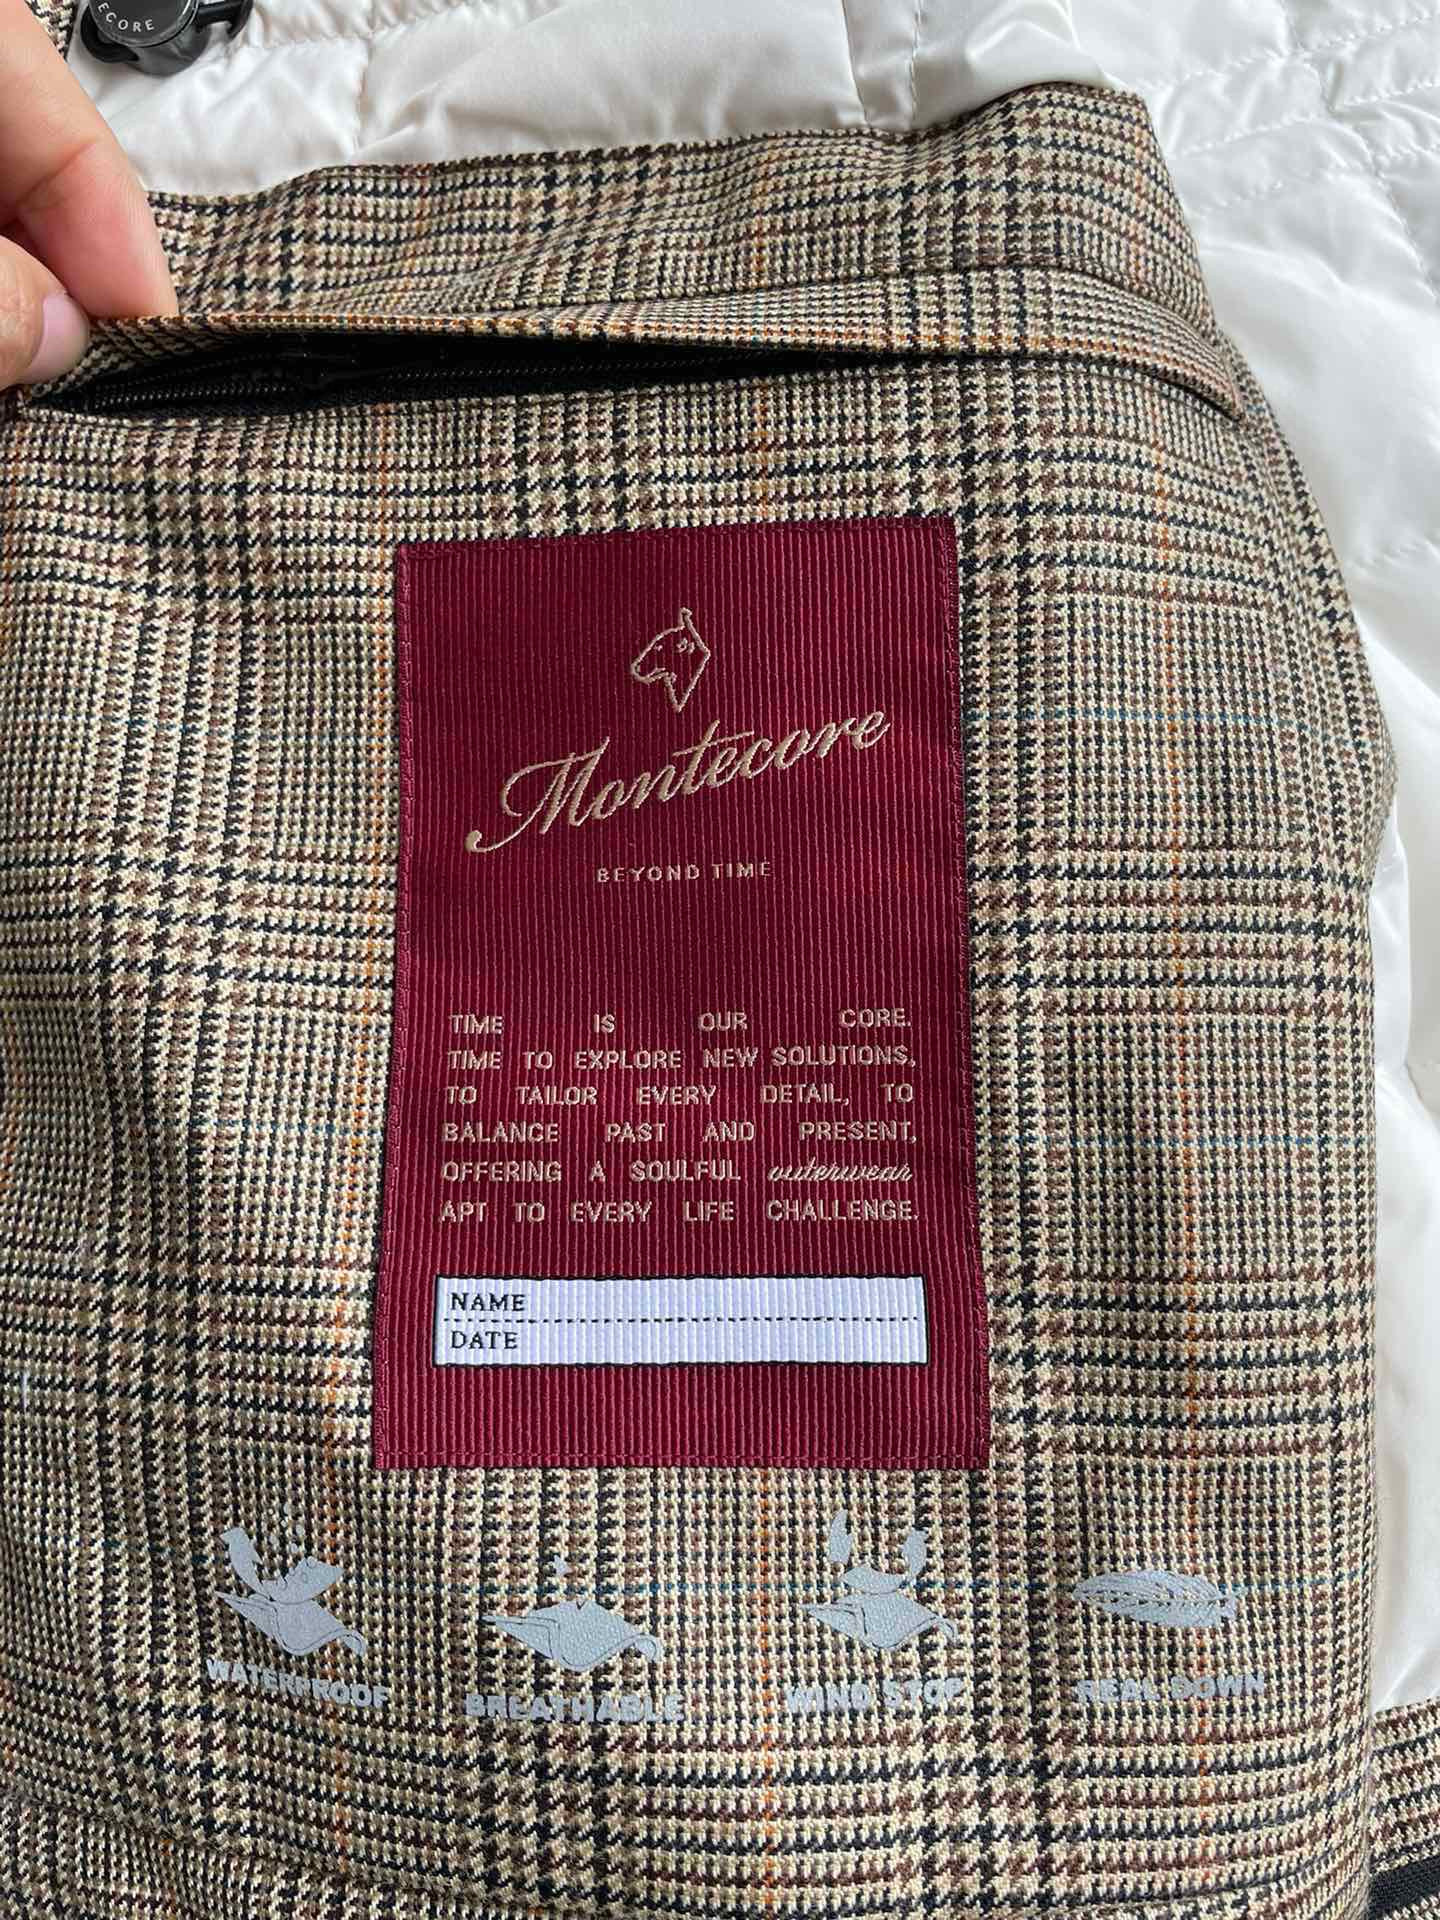 ECORE
Montecore
BEYOND TIME
TIME IS OUR CORE.
TIME TO EXPLORE NEW SOLUTIONS,
TO TAILOR EVERY DETAIL, TO
BALANCE PAST AND PRESENT,
OFFERING A SOULFUL outerwear
APT TO EVERY LIFE CHALLENGE.
NAME
DATE
WATERPROOF
BREATHABLE
WIND STOP
REAL DOWN